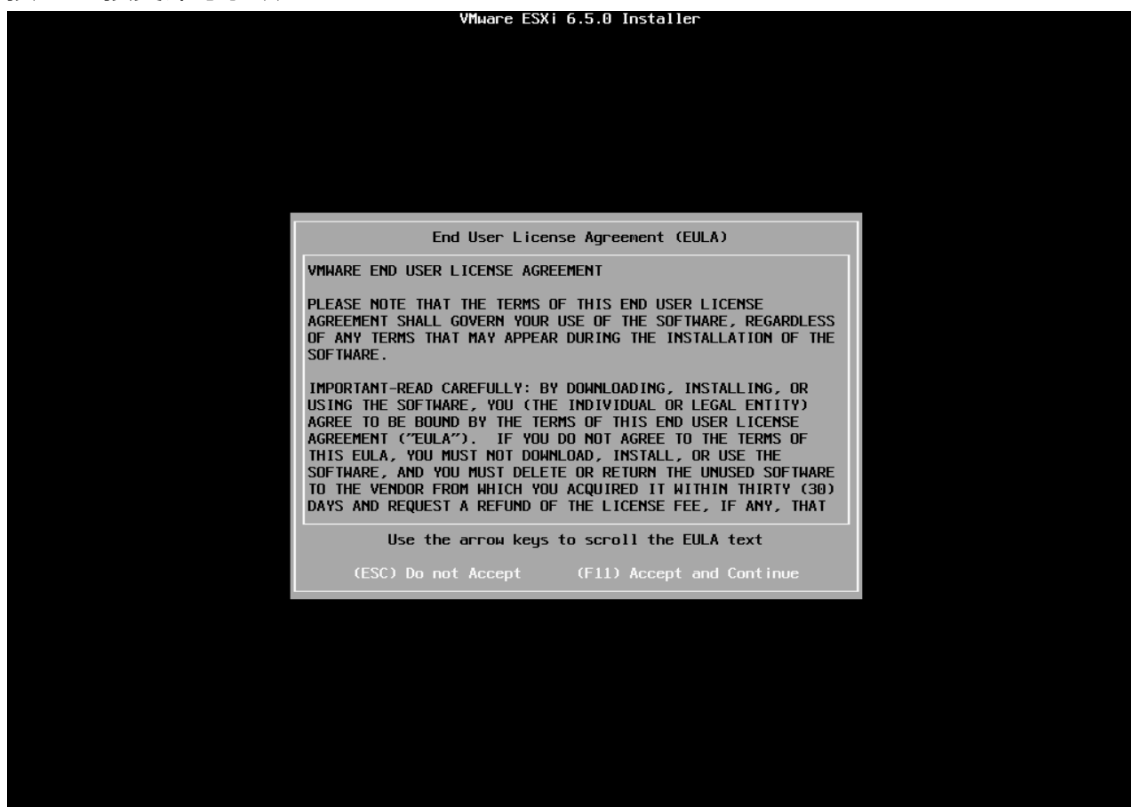 VMware ESXi 6.5.0 Installer
End User License Agreement (EULA)
VMWARE END USER LICENSE AGREEMENT
PLEASE NOTE THAT THE TERMS OF THIS END USER LICENSE
AGREEMENT SHALL GOVERN YOUR USE OF THE SOFTWARE, REGARDLESS
OF ANY TERMS THAT MAY APPEAR DURING THE INSTALLATION OF THE
SOFTWARE.
IMPORTANT-READ CAREFULLY: BY DOWNLOADING, INSTALLING, OR
USING THE SOFTWARE, YOU (THE INDIVIDUAL OR LEGAL ENTITY)
AGREE TO BE BOUND BY THE TERMS OF THIS END USER LICENSE
AGREEMENT ("EULA").  IF YOU DO NOT AGREE TO THE TERMS OF
THIS EULA, YOU MUST NOT DOWNLOAD, INSTALL, OR USE THE
SOFTWARE, AND YOU MUST DELETE OR RETURN THE UNUSED SOFTWARE
TO THE VENDOR FROM WHICH YOU ACQUIRED IT WITHIN THIRTY (30)
DAYS AND REQUEST A REFUND OF THE LICENSE FEE, IF ANY, THAT
Use the arrow keys to scroll the EULA text
(ESC) Do not Accept (F11) Accept and Continue